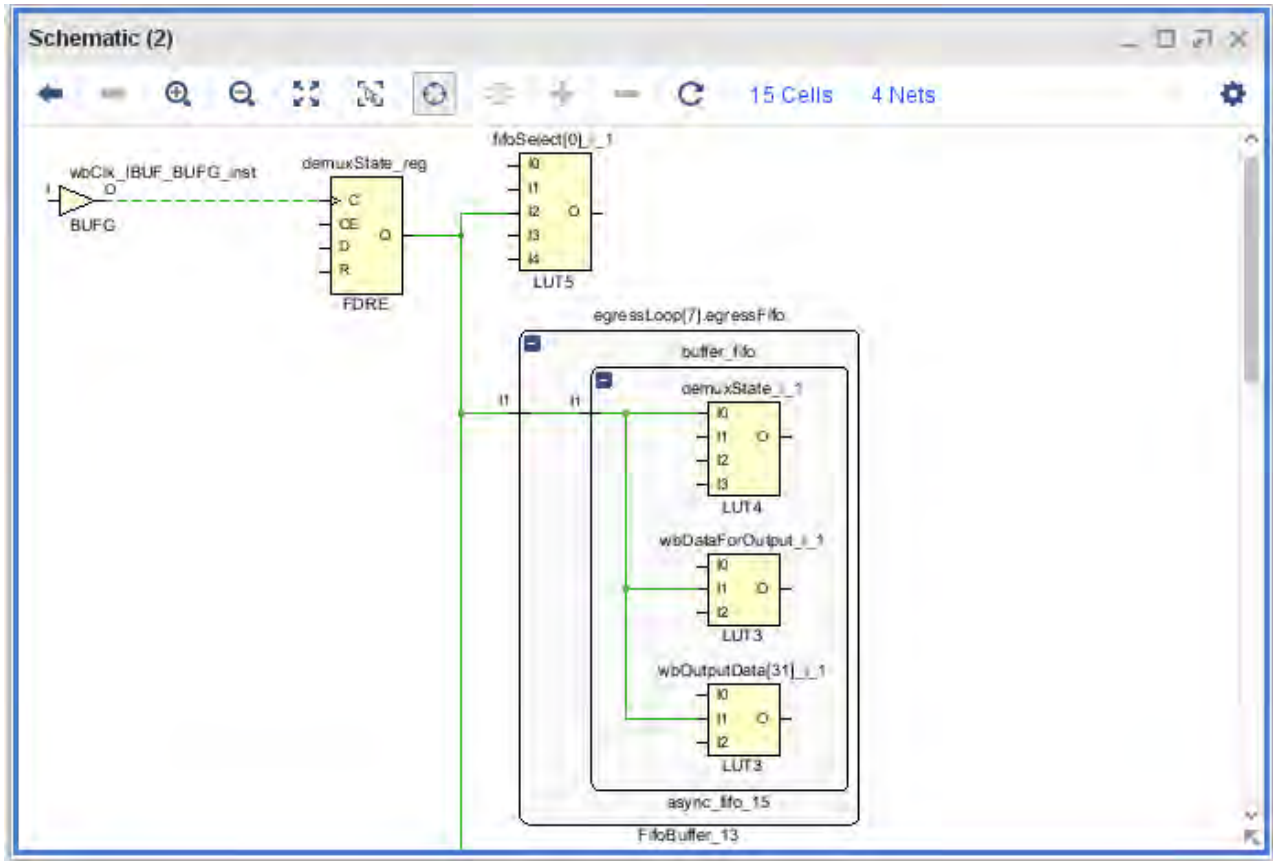 Schematic (2)
15 Cells 4 Nets
fifoSelect[0]_i_1
wbClk_IBUF_BUFG_inst
demuxState_reg
I O
BUFG
C
CE
D
R
Q
FDRE
I0
I1
I2
I3
I4
O
LUT5
egressLoop[7].egressFifo
buffer_fifo
I1 I1
demuxState_i_1
I0
I1
I2
I3
O
LUT4
wbDataForOutput_i_1
I0
I1
I2
O
LUT3
wbOutputData[31]_i_1
I0
I1
I2
O
LUT3
async_fifo_15
FifoBuffer_13